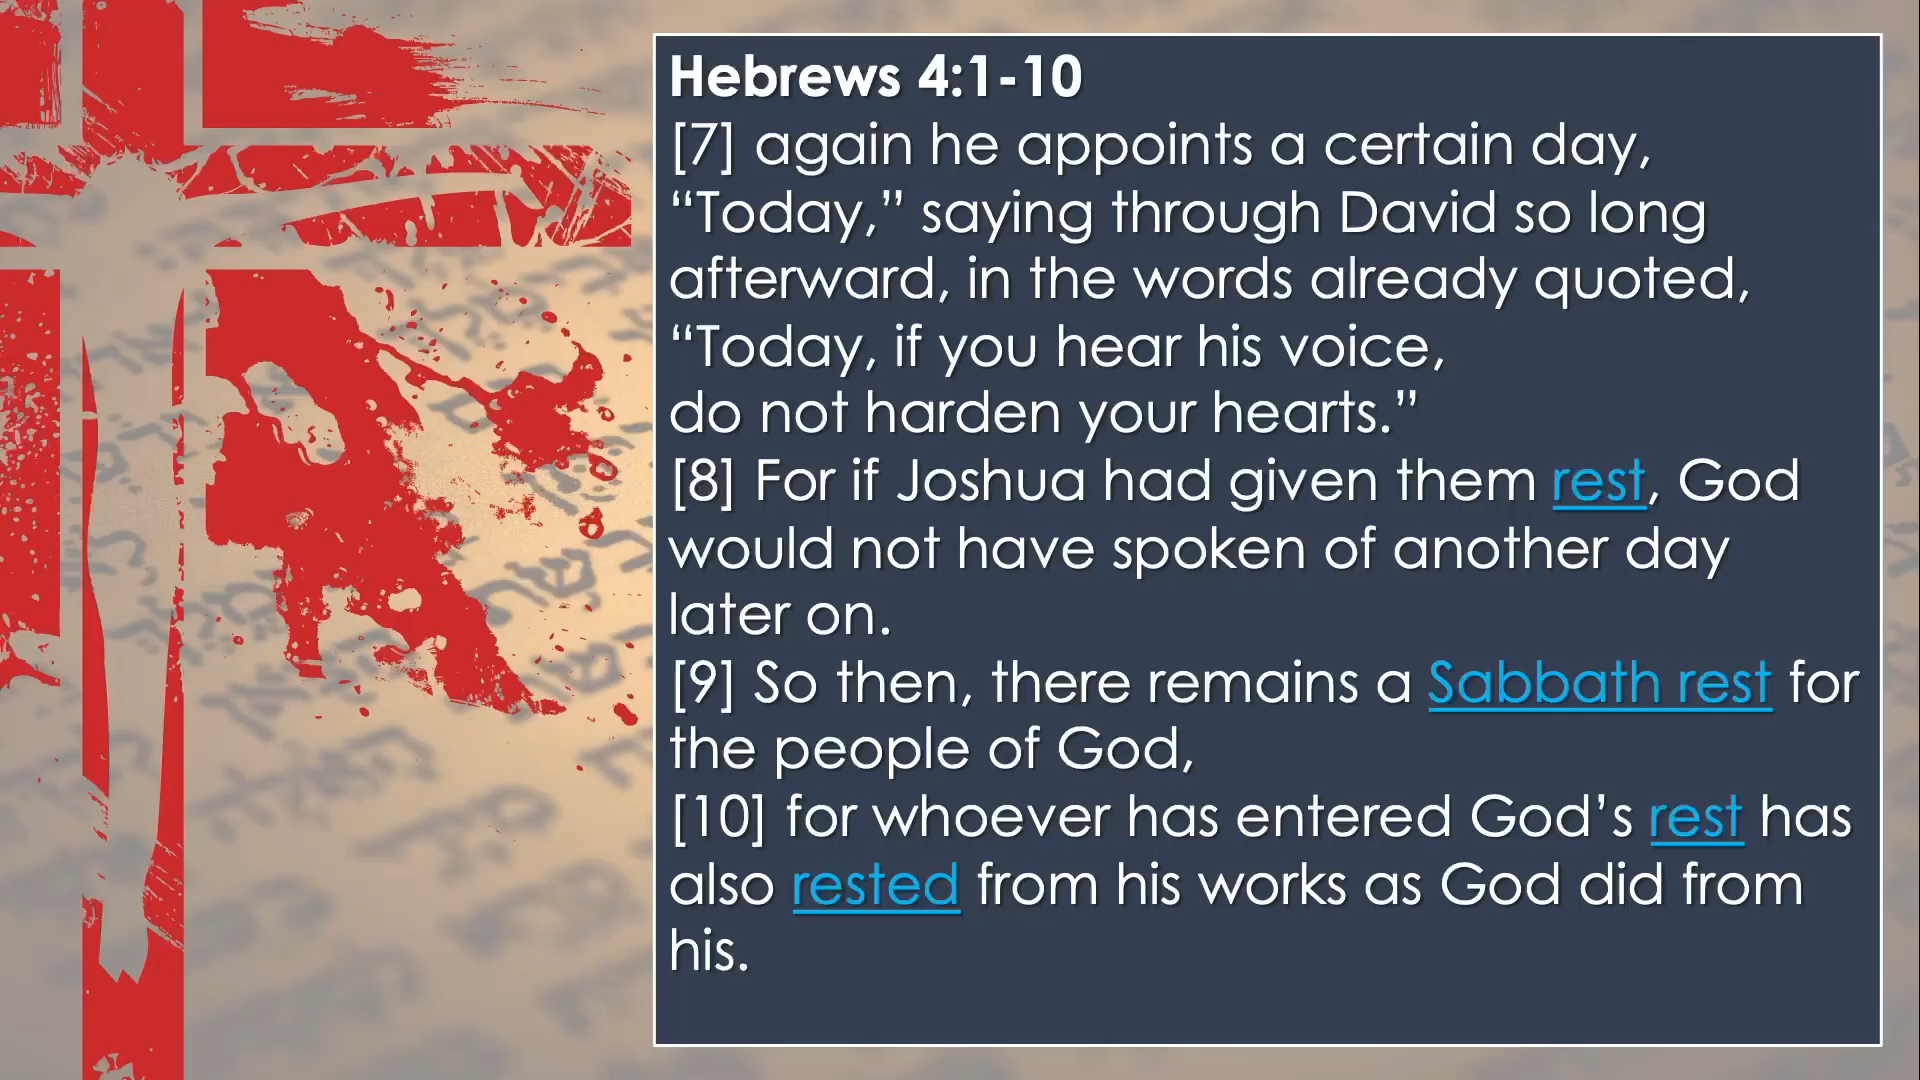 Hebrews 4:1-10
[7] again he appoints a certain day,
“Today,” saying through David so long
afterward, in the words already quoted,
“Today, if you hear his voice,
do not harden your hearts.”
[8] For if Joshua had given them rest, God
would not have spoken of another day
later on.
[9] So then, there remains a Sabbath rest for
the people of God,
[10] for whoever has entered God’s rest has
also rested from his works as God did from
his.